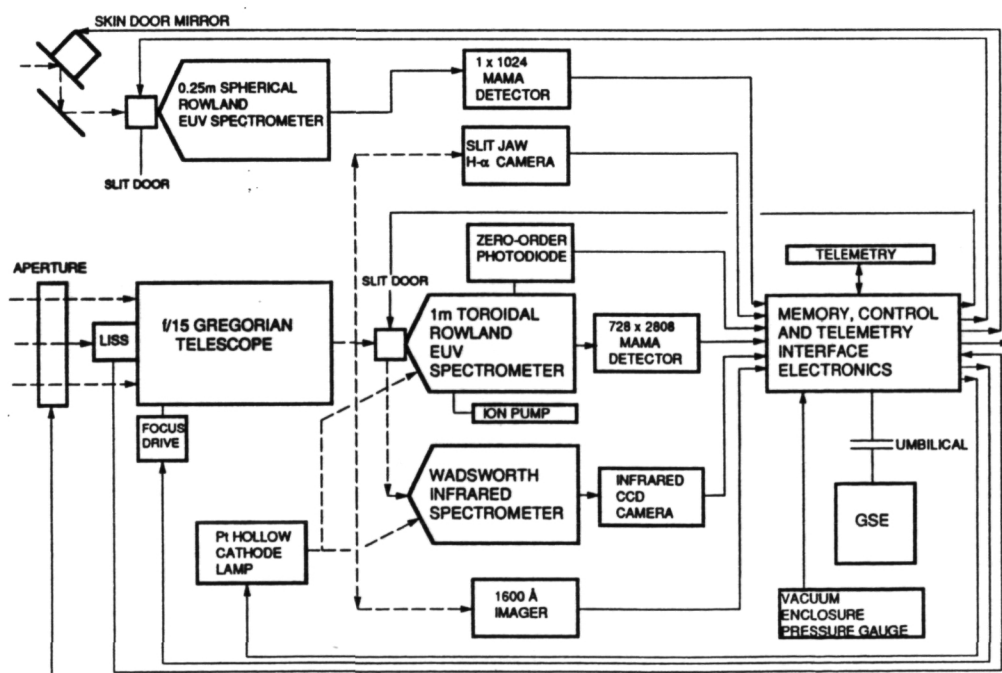 SKIN DOOR MIRROR
0.25m SPHERICAL
ROWLAND
EUV SPECTROMETER
SLIT DOOR
1 x 1024
MAMA
DETECTOR
SLIT JAW
H-α CAMERA
ZERO-ORDER
PHOTODIODE
SLIT DOOR
APERTURE
LISS
f/15 GREGORIAN
TELESCOPE
FOCUS
DRIVE
1m TOROIDAL
ROWLAND
EUV
SPECTROMETER
ION PUMP
728 x 2808
MAMA
DETECTOR
TELEMETRY
MEMORY, CONTROL
AND TELEMETRY
INTERFACE
ELECTRONICS
UMBILICAL
GSE
WADSWORTH
INFRARED
SPECTROMETER
INFRARED
CCD
CAMERA
Pt HOLLOW
CATHODE
LAMP
1600 Å
IMAGER
VACUUM
ENCLOSURE
PRESSURE GAUGE